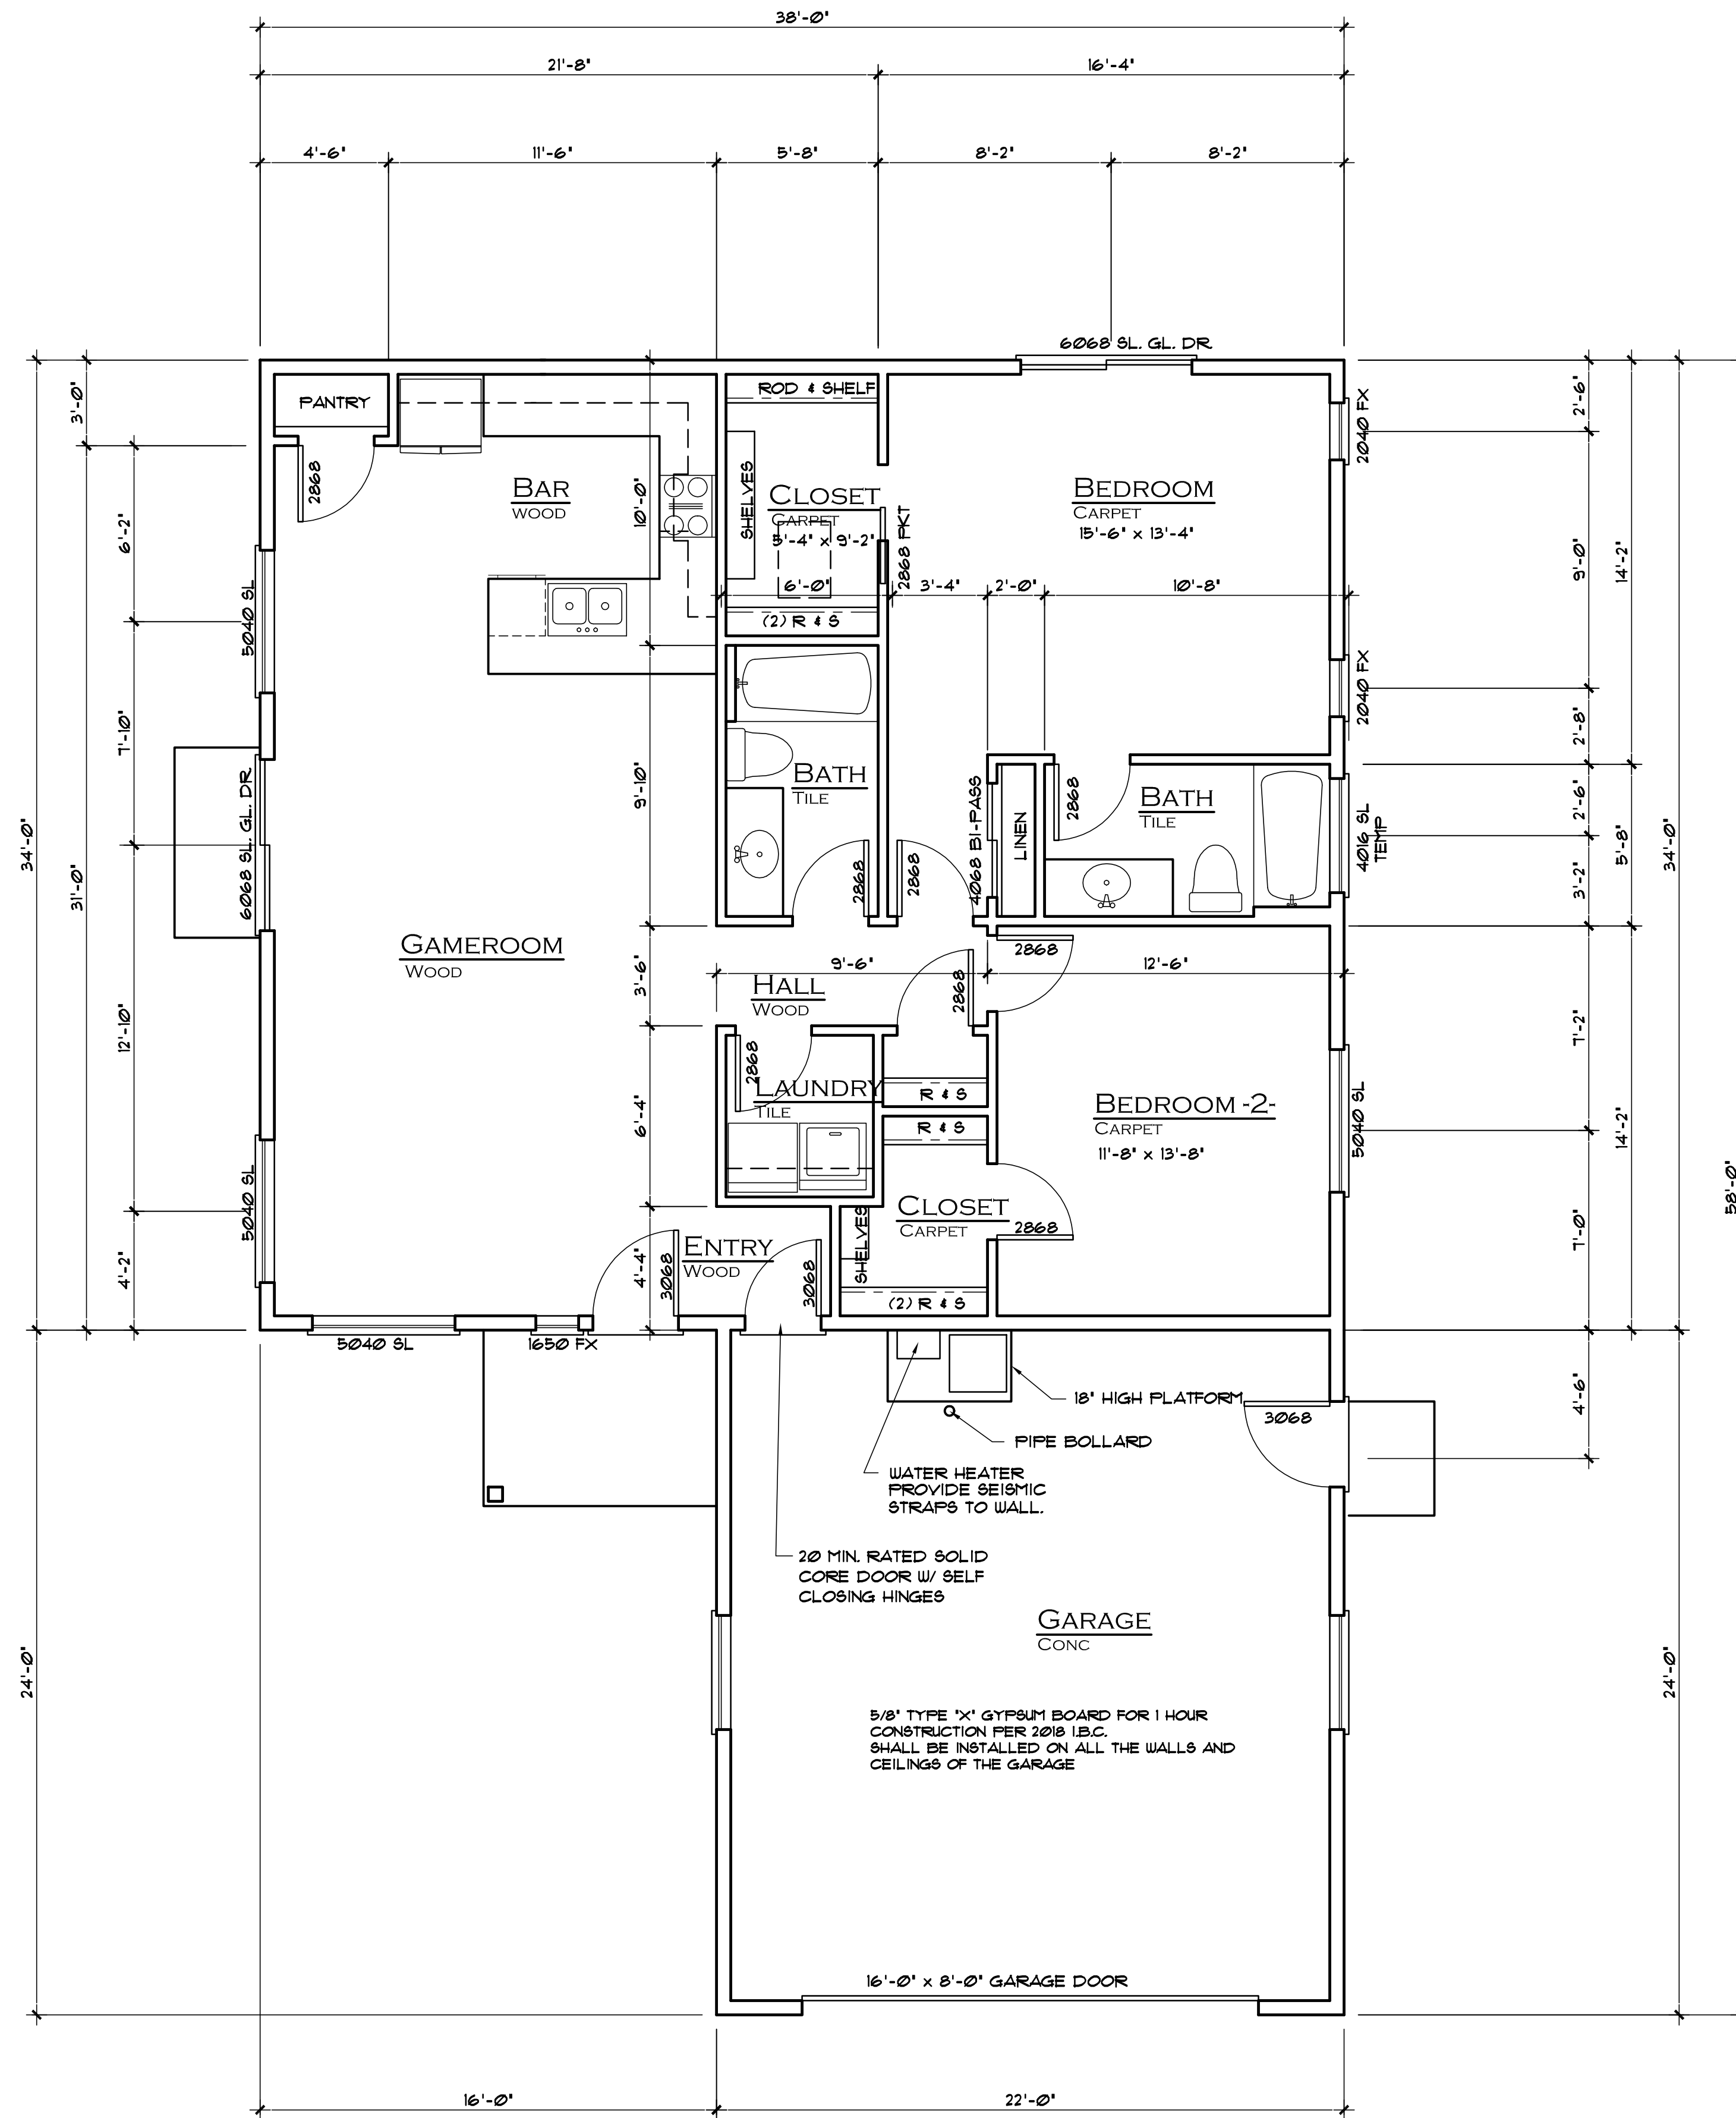 38'-0"
21'-8"
16'-4"
4'-6"
11'-6"
5'-8"
8'-2"
8'-2"
6068 SL. GL. DR.
3'-0"
PANTRY
ROD & SHELF
2040 FX
2'-6"
2868
BAR
WOOD
10'-0"
SHELVES
CLOSET
CARPET
5'-4" x 9'-2"
2868 PKT
BEDROOM
CARPET
15'-6" x 13'-4"
6'-2"
9'-0"
14'-2"
5040 SL
6'-0"
3'-4"
2'-0"
10'-8"
(2) R & S
2040 FX
7'-10"
2'-8"
9'-10"
BATH
TILE
2868
2868
4068 BI-PASS
LINEN
2868
BATH
TILE
4016 SL
TEMP
2'-6"
3'-2"
5'-8"
34'-0"
34'-0"
31'-0"
6068 SL. GL. DR.
GAMEROOM
WOOD
12'-10"
3'-6"
9'-6"
HALL
WOOD
2868
2868
12'-6"
7'-2"
2868
LAUNDRY
TILE
R & S
R & S
6'-4"
BEDROOM -2-
CARPET
11'-8" x 13'-8"
5040 SL
14'-2"
58'-0"
5040 SL
CLOSET
CARPET
SHELVES
2868
7'-0"
4'-2"
4'-4"
3068
ENTRY
WOOD
3068
(2) R & S
5040 SL
1650 FX
18" HIGH PLATFORM
3068
4'-6"
PIPE BOLLARD
WATER HEATER
PROVIDE SEISMIC
STRAPS TO WALL.
20 MIN. RATED SOLID
CORE DOOR W/ SELF
CLOSING HINGES
GARAGE
CONC
24'-0"
24'-0"
5/8" TYPE "X" GYPSUM BOARD FOR 1 HOUR
CONSTRUCTION PER 2018 I.B.C.
SHALL BE INSTALLED ON ALL THE WALLS AND
CEILINGS OF THE GARAGE
16'-0" x 8'-0" GARAGE DOOR
16'-0"
22'-0"